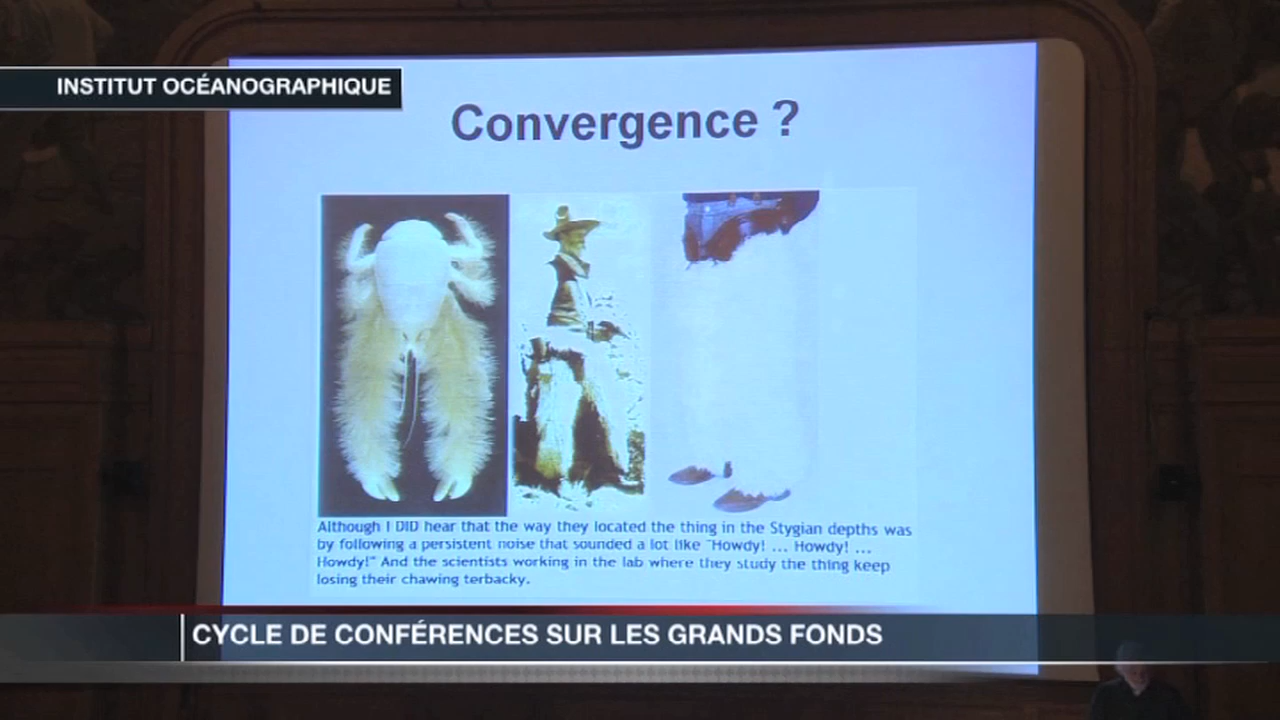 INSTITUT OCÉANOGRAPHIQUE
Convergence ?
Although I DID hear that the way they located the thing in the Stygian depths was
by following a persistent noise that sounded a lot like "Howdy! ... Howdy! ...
Howdy!" And the scientists working in the lab where they study the thing keep
losing their chawing terbacky.
CYCLE DE CONFÉRENCES SUR LES GRANDS FONDS